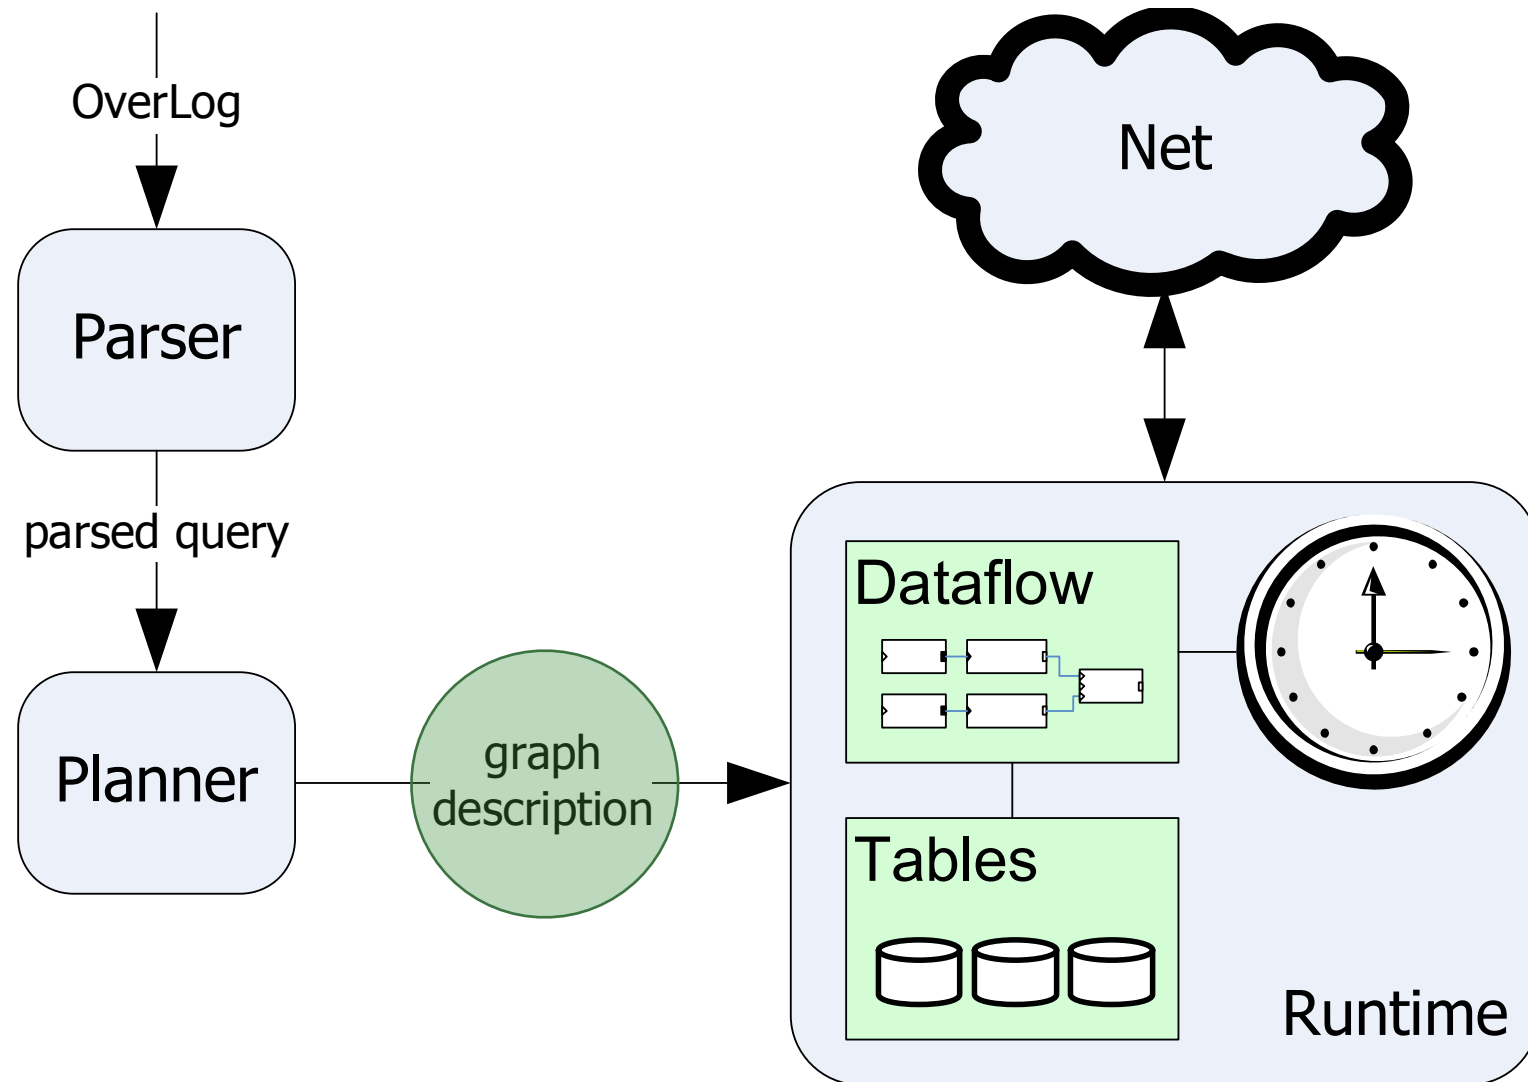 OverLog
Net
Parser
parsed query
Dataflow
Planner
graph
description
Tables
Runtime